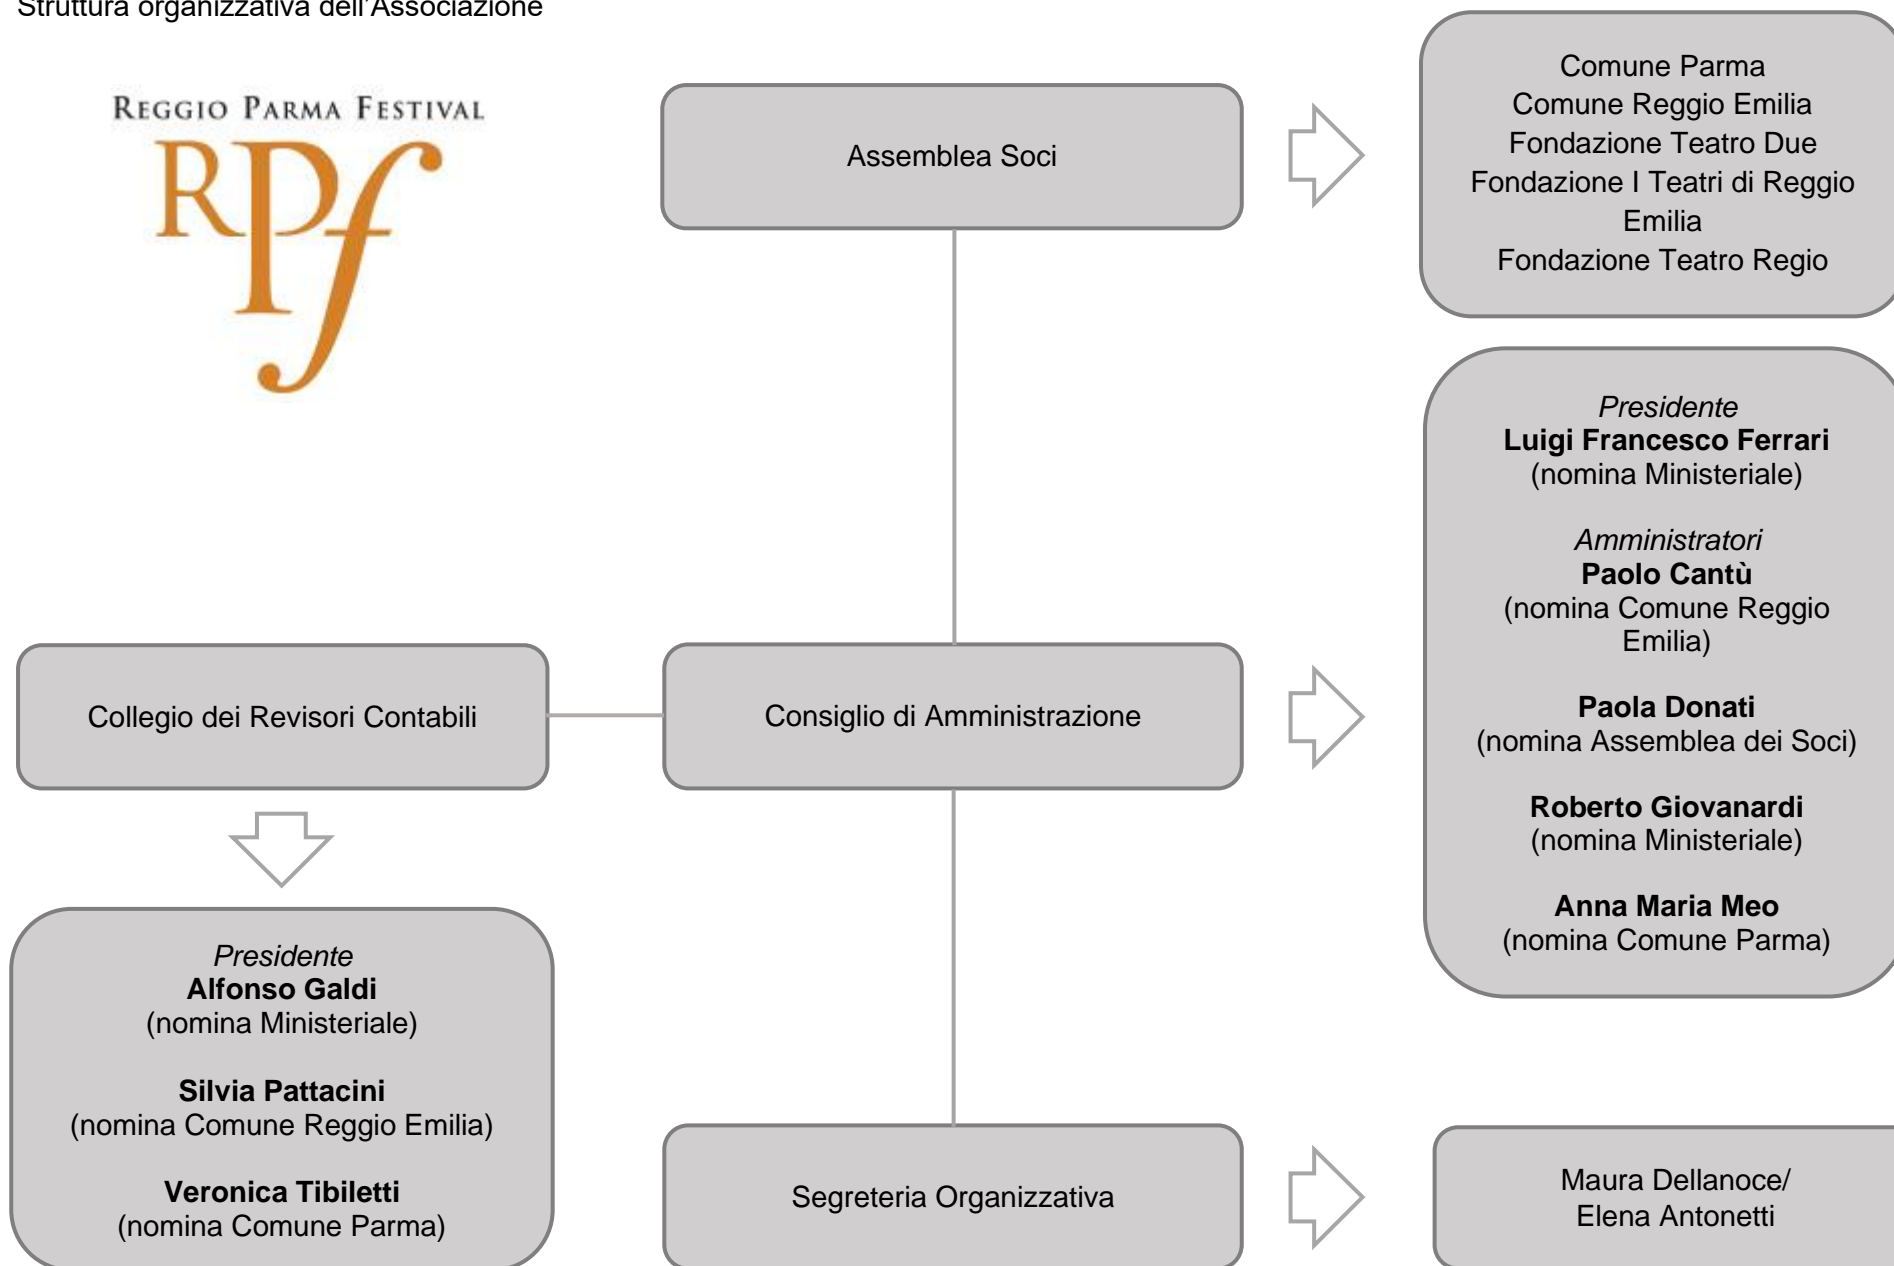 Struttura organizzativa dell'Associazione
REGGIO PARMA FESTIVAL
RPf
Assemblea Soci
Comune Parma
Comune Reggio Emilia
Fondazione Teatro Due
Fondazione I Teatri di Reggio
Emilia
Fondazione Teatro Regio
Collegio dei Revisori Contabili
Consiglio di Amministrazione
Presidente
Luigi Francesco Ferrari
(nomina Ministeriale)
Amministratori
Paolo Cantù
(nomina Comune Reggio
Emilia)
Paola Donati
(nomina Assemblea dei Soci)
Roberto Giovanardi
(nomina Ministeriale)
Anna Maria Meo
(nomina Comune Parma)
Presidente
Alfonso Galdi
(nomina Ministeriale)
Silvia Pattacini
(nomina Comune Reggio Emilia)
Veronica Tibiletti
(nomina Comune Parma)
Segreteria Organizzativa
Maura Dellanoce/
Elena Antonetti